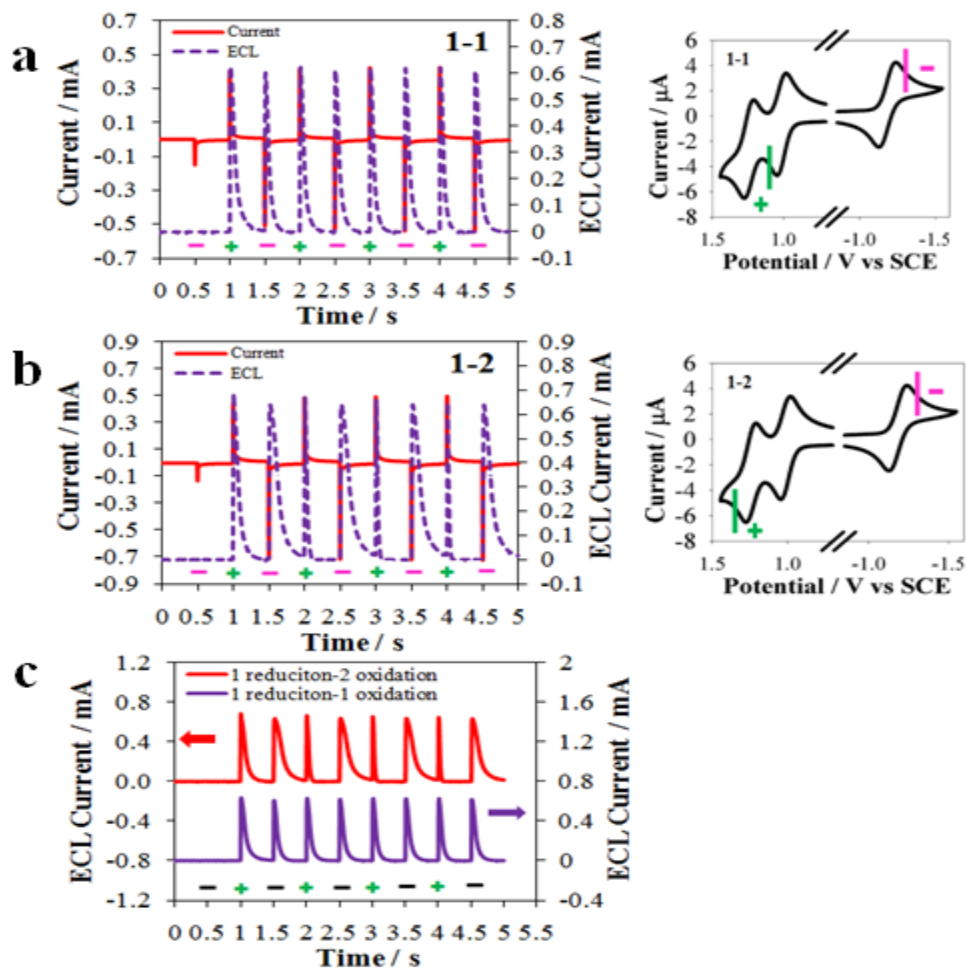 a
Current
ECL
1-1
0.7
0.5
0.3
0.1
-0.1
-0.3
-0.5
-0.7
Current / mA
0.8
0.7
0.6
0.5
0.4
0.3
0.2
0.1
0
-0.1
ECL Current / mA
− + − + − + − + −
0 0.5 1 1.5 2 2.5 3 3.5 4 4.5 5
Time / s
1-1
6
4
2
0
-2
-4
-6
-8
Current / µA
−
+
1.5 1.0 -1.0 -1.5
Potential / V vs SCE
b
Current
ECL
1-2
0.9
0.7
0.5
0.3
0.1
-0.1
-0.3
-0.5
-0.7
-0.9
Current / mA
0.9
0.8
0.7
0.6
0.5
0.4
0.3
0.2
0.1
0
-0.1
ECL Current / mA
− + − + − + − + −
0 0.5 1 1.5 2 2.5 3 3.5 4 4.5 5
Time / s
1-2
6
4
2
0
-2
-4
-6
-8
Current / µA
−
+
1.5 1.0 -1.0 -1.5
Potential / V vs SCE
c
1 reduciton-2 oxidation
1 reduciton-1 oxidation
1.2
0.8
0.4
0.0
-0.4
-0.8
-1.2
ECL Current / mA
2
1.6
1.2
0.8
0.4
0
-0.4
ECL Current / mA
− + − + − + − + −
0 0.5 1 1.5 2 2.5 3 3.5 4 4.5 5 5.5
Time / s